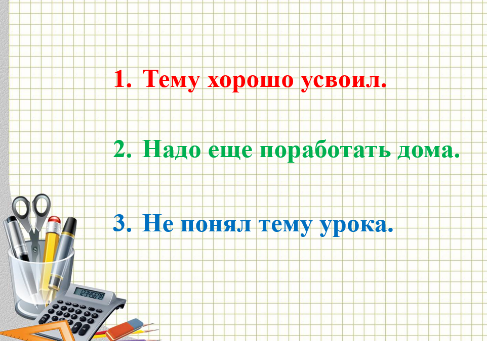 1. Тему хорошо усвоил.
2. Надо еще поработать дома.
3. Не понял тему урока.